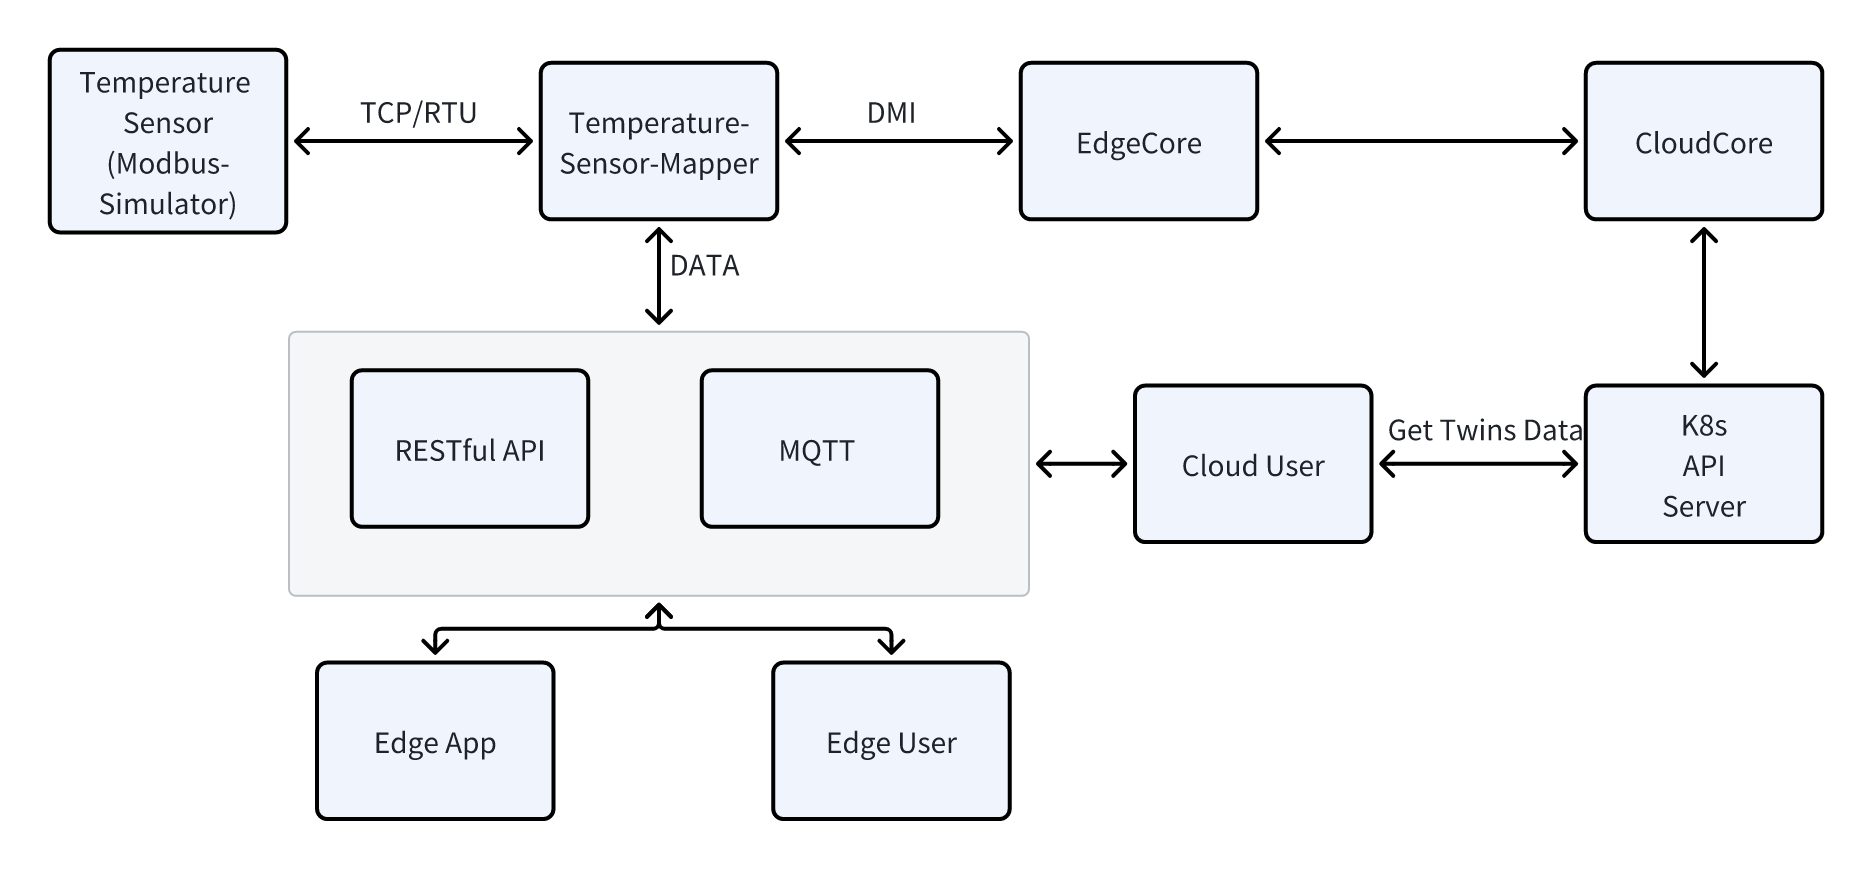 Temperature
Sensor
(Modbus-
Simulator)
TCP/RTU
Temperature-
Sensor-Mapper
DMI
EdgeCore
CloudCore
DATA
RESTful API
MQTT
Cloud User
Get Twins Data
K8s
API
Server
Edge App
Edge User